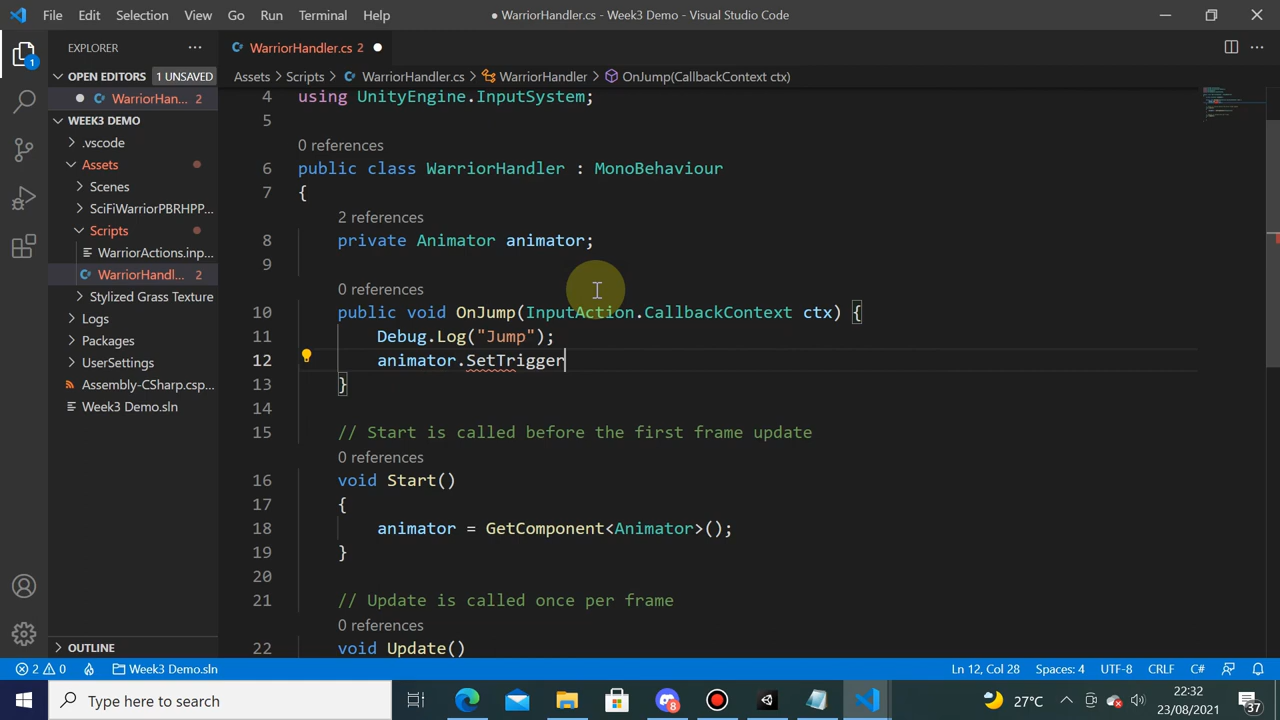 File Edit Selection View Go Run Terminal Help ● WarriorHandler.cs - Week3 Demo - Visual Studio Code
EXPLORER ···
WarriorHandler.cs 2 ●
OPEN EDITORS 1 UNSAVED
Assets > Scripts > WarriorHandler.cs > WarriorHandler > OnJump(CallbackContext ctx)
● WarriorHan... 2
WEEK3 DEMO
.vscode
Assets
Scenes
SciFiWarriorPBRHPP...
Scripts
WarriorActions.inp...
WarriorHandl... 2
Stylized Grass Texture
Logs
Packages
UserSettings
Assembly-CSharp.csp...
Week3 Demo.sln
OUTLINE
4 using UnityEngine.InputSystem;
5
0 references
6 public class WarriorHandler : MonoBehaviour
7 {
2 references
8 private Animator animator;
9
0 references
10 public void OnJump(InputAction.CallbackContext ctx) {
11 Debug.Log("Jump");
12 animator.SetTrigger
13 }
14
15 // Start is called before the first frame update
0 references
16 void Start()
17 {
18 animator = GetComponent<Animator>();
19 }
20
21 // Update is called once per frame
0 references
22 void Update()
2 0 Week3 Demo.sln Ln 12, Col 28 Spaces: 4 UTF-8 CRLF C#
Type here to search 8 27°C 22:32 37
23/08/2021
1